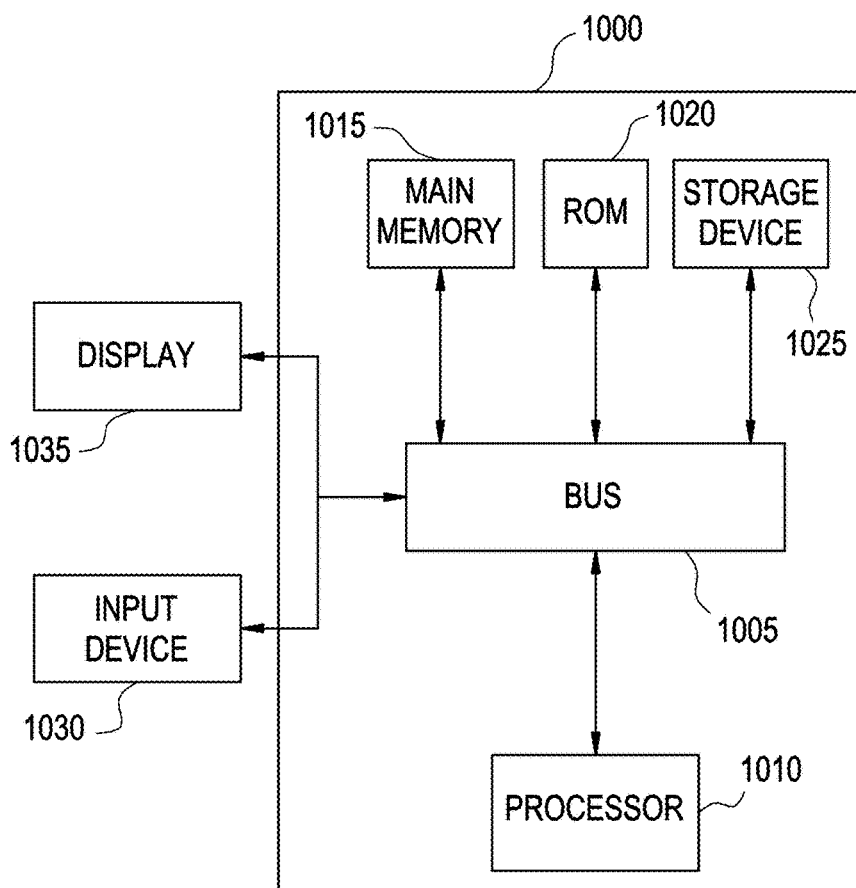 1000
1015
1020
MAIN
MEMORY
ROM
STORAGE
DEVICE
1025
DISPLAY
1035
BUS
1005
INPUT
DEVICE
1030
1010
PROCESSOR